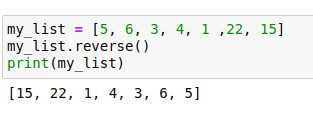 my_list = [5, 6, 3, 4, 1 ,22, 15]
my_list.reverse()
print(my_list)
[15, 22, 1, 4, 3, 6, 5]